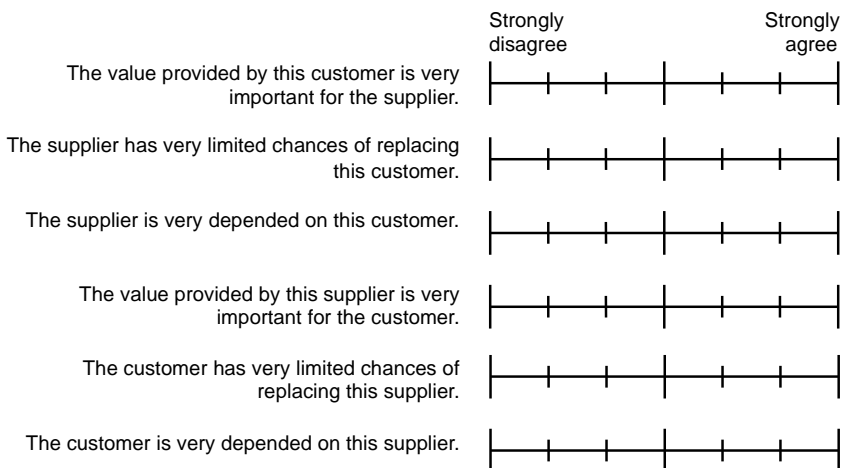 Strongly disagree
Strongly agree
The value provided by this customer is very
important for the supplier.
The supplier has very limited chances of replacing
this customer.
The supplier is very depended on this customer.
The value provided by this supplier is very
important for the customer.
The customer has very limited chances of
replacing this supplier.
The customer is very depended on this supplier.